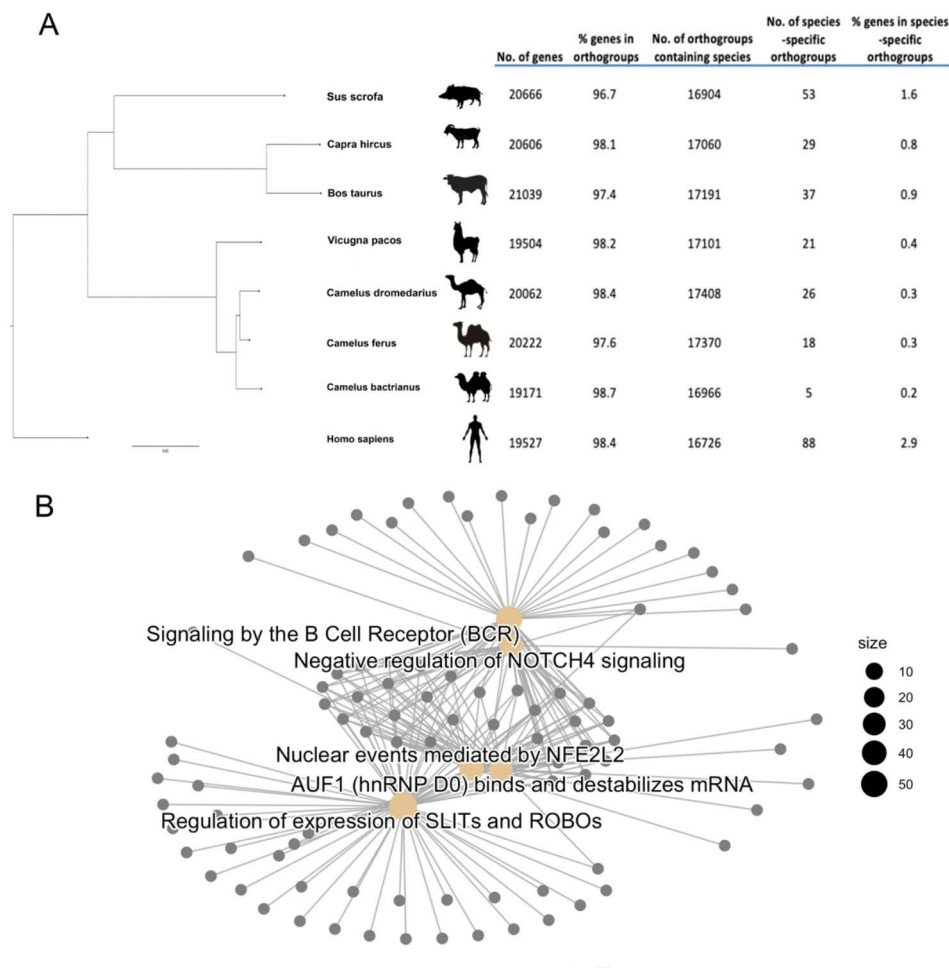 A
No. of genes
% genes in
orthogroups
No. of orthogroups
containing species
No. of species
-specific
orthogroups
% genes in species
-specific
orthogroups
Sus scrofa 20666 96.7 16904 53 1.6
Capra hircus 20606 98.1 17060 29 0.8
Bos taurus 21039 97.4 17191 37 0.9
Vicugna pacos 19504 98.2 17101 21 0.4
Camelus dromedarius 20062 98.4 17408 26 0.3
Camelus ferus 20222 97.6 17370 18 0.3
Camelus bactrianus 19171 98.7 16966 5 0.2
Homo sapiens 19527 98.4 16726 88 2.9
B
Signaling by the B Cell Receptor (BCR)
Negative regulation of NOTCH4 signaling
Nuclear events mediated by NFE2L2
AUF1 (hnRNP D0) binds and destabilizes mRNA
Regulation of expression of SLITs and ROBOs
size
10
20
30
40
50